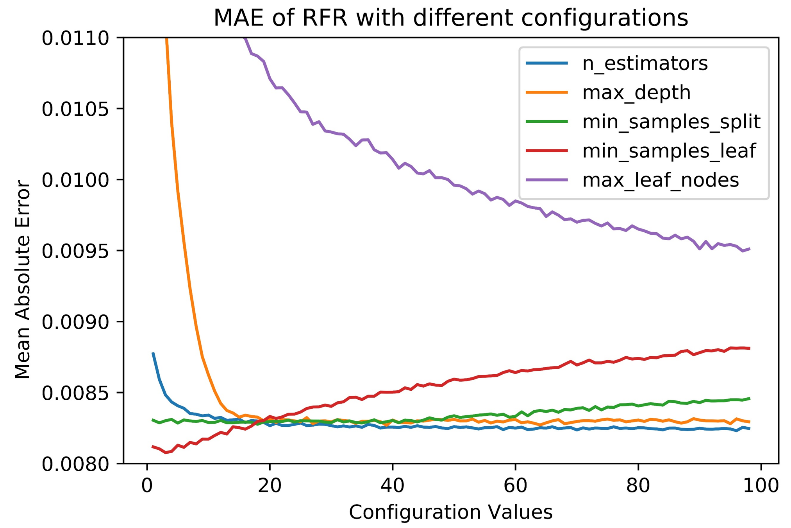 MAE of RFR with different configurations
0.0110
0.0105
0.0100
0.0095
0.0090
0.0085
0.0080
Mean Absolute Error
n_estimators
max_depth
min_samples_split
min_samples_leaf
max_leaf_nodes
0 20 40 60 80 100
Configuration Values